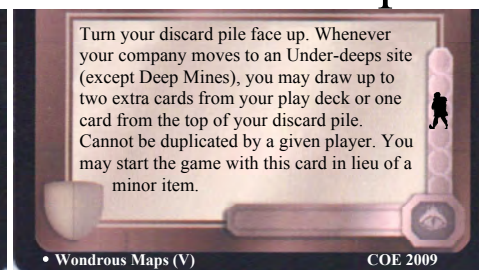 Turn your discard pile face up. Whenever
your company moves to an Under-deeps site
(except Deep Mines), you may draw up to
two extra cards from your play deck or one
card from the top of your discard pile.
Cannot be duplicated by a given player. You
may start the game with this card in lieu of a
minor item.
• Wondrous Maps (V) COE 2009